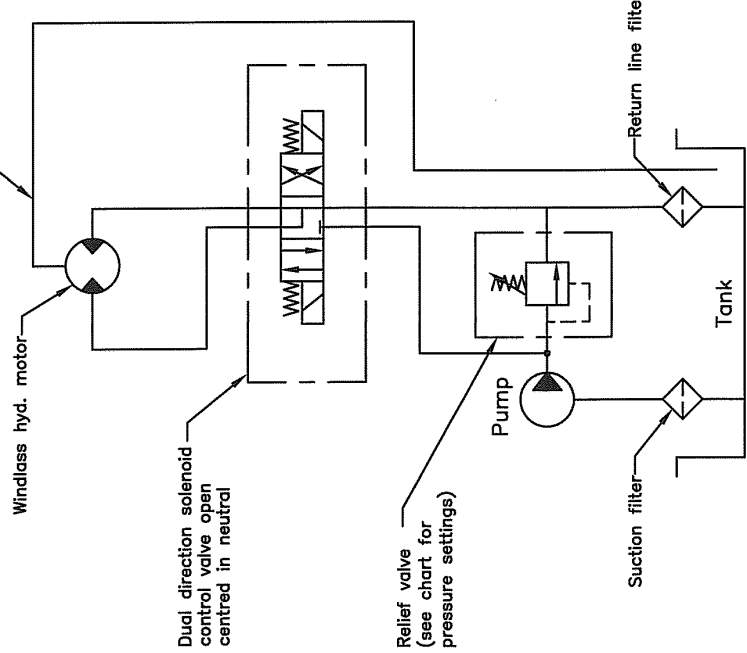 Windlass hyd. motor
Dual direction solenoid
control valve open
centred in neutral
Relief valve
(see chart for
pressure settings)
Pump
Suction filter
Tank
Return line filte